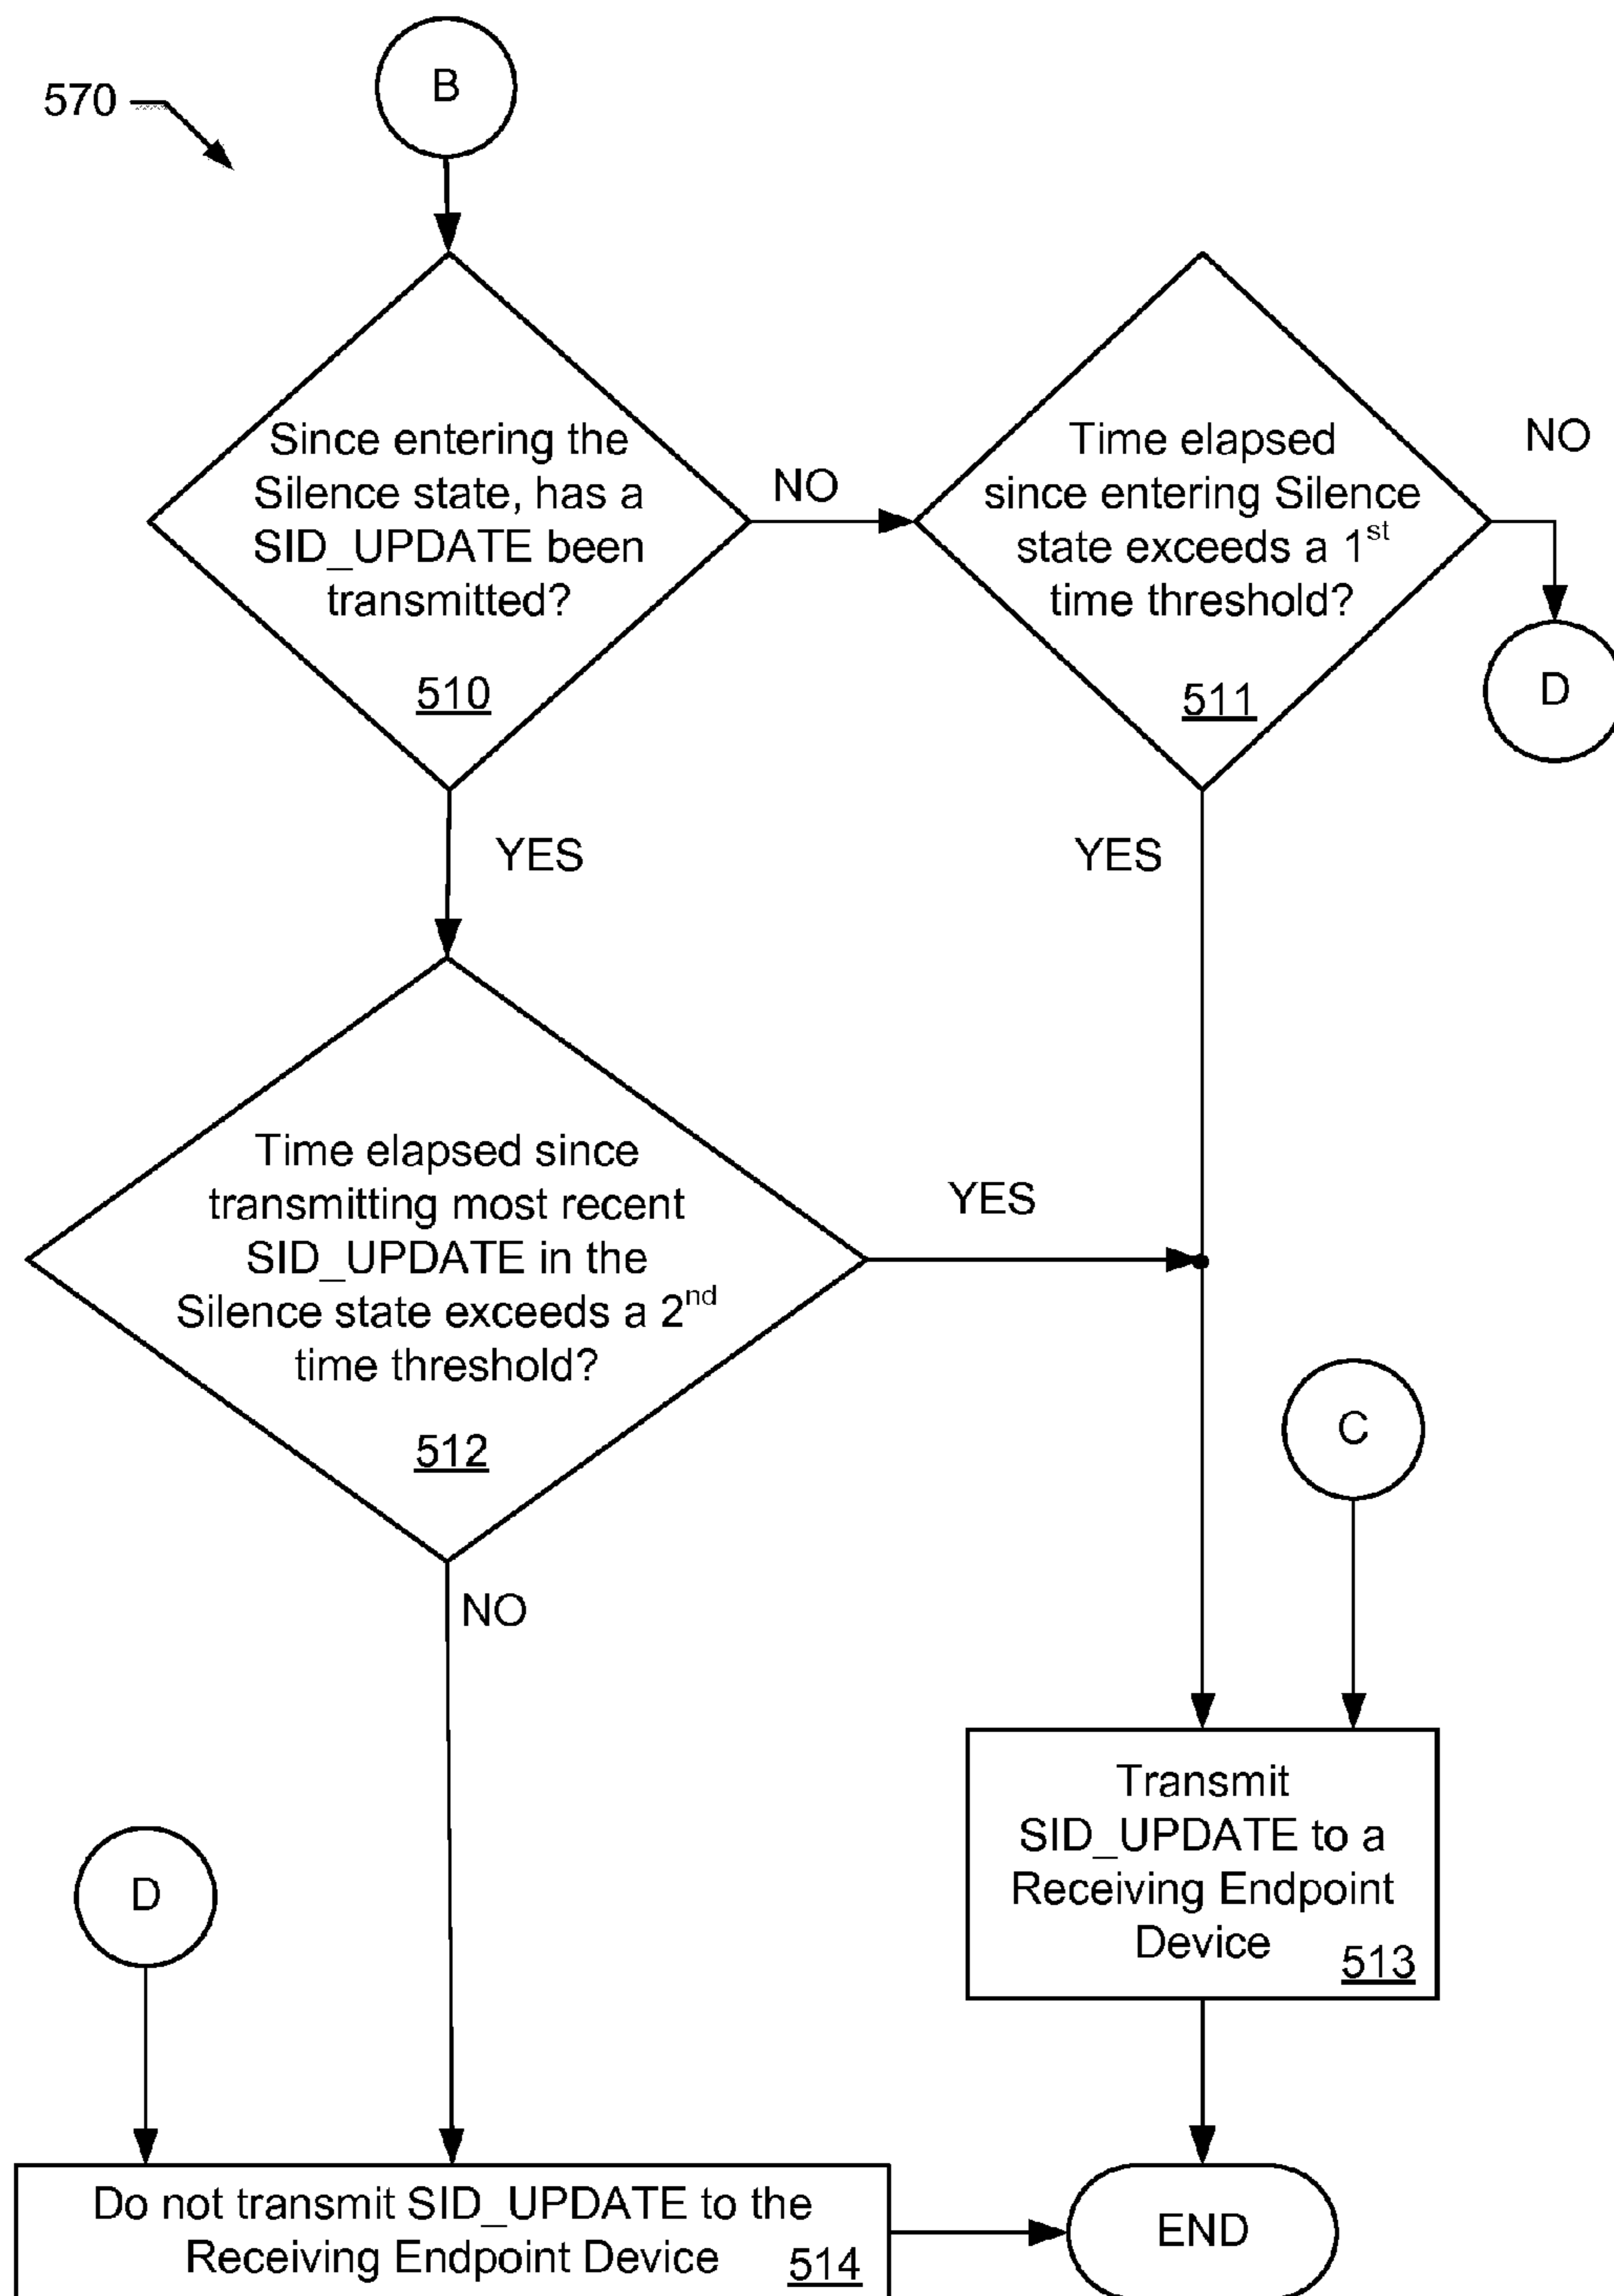 570
B
Since entering the
Silence state, has a
SID_UPDATE been
transmitted?
510
NO
Time elapsed
since entering Silence
state exceeds a 1st
time threshold?
511
NO
D
YES
YES
Time elapsed since
transmitting most recent
SID_UPDATE in the
Silence state exceeds a 2nd
time threshold?
512
YES
C
NO
Transmit
SID_UPDATE to a
Receiving Endpoint
Device
513
D
Do not transmit SID_UPDATE to the
Receiving Endpoint Device
514
END